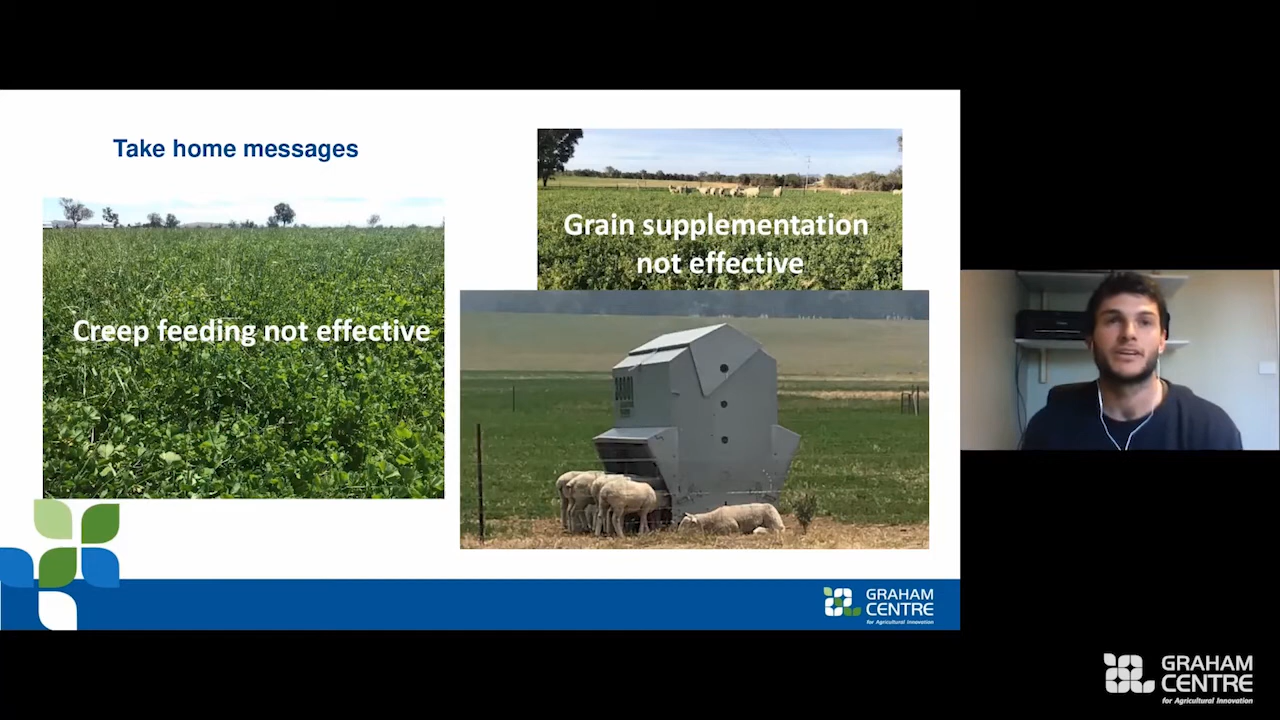 Take home messages
Creep feeding not effective
Grain supplementation
not effective
GRAHAM
CENTRE
for Agricultural Innovation
GRAHAM
CENTRE
for Agricultural Innovation